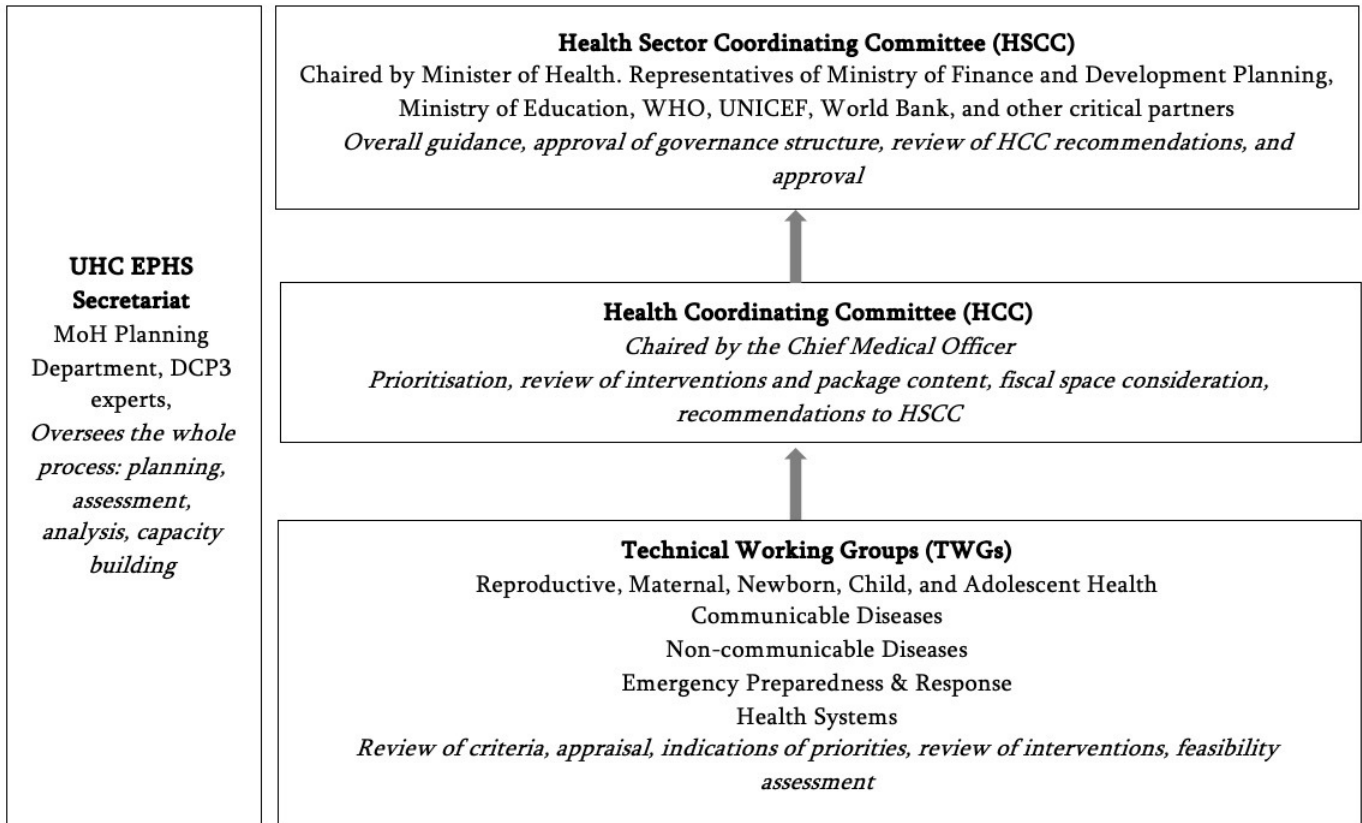 UHC EPHS
Secretariat
MoH Planning
Department, DCP3
experts,
Oversees the whole
process: planning,
assessment,
analysis, capacity
building
Health Sector Coordinating Committee (HSCC)
Chaired by Minister of Health. Representatives of Ministry of Finance and Development Planning,
Ministry of Education, WHO, UNICEF, World Bank, and other critical partners
Overall guidance, approval of governance structure, review of HCC recommendations, and
approval
Health Coordinating Committee (HCC)
Chaired by the Chief Medical Officer
Prioritisation, review of interventions and package content, fiscal space consideration,
recommendations to HSCC
Technical Working Groups (TWGs)
Reproductive, Maternal, Newborn, Child, and Adolescent Health
Communicable Diseases
Non-communicable Diseases
Emergency Preparedness & Response
Health Systems
Review of criteria, appraisal, indications of priorities, review of interventions, feasibility
assessment